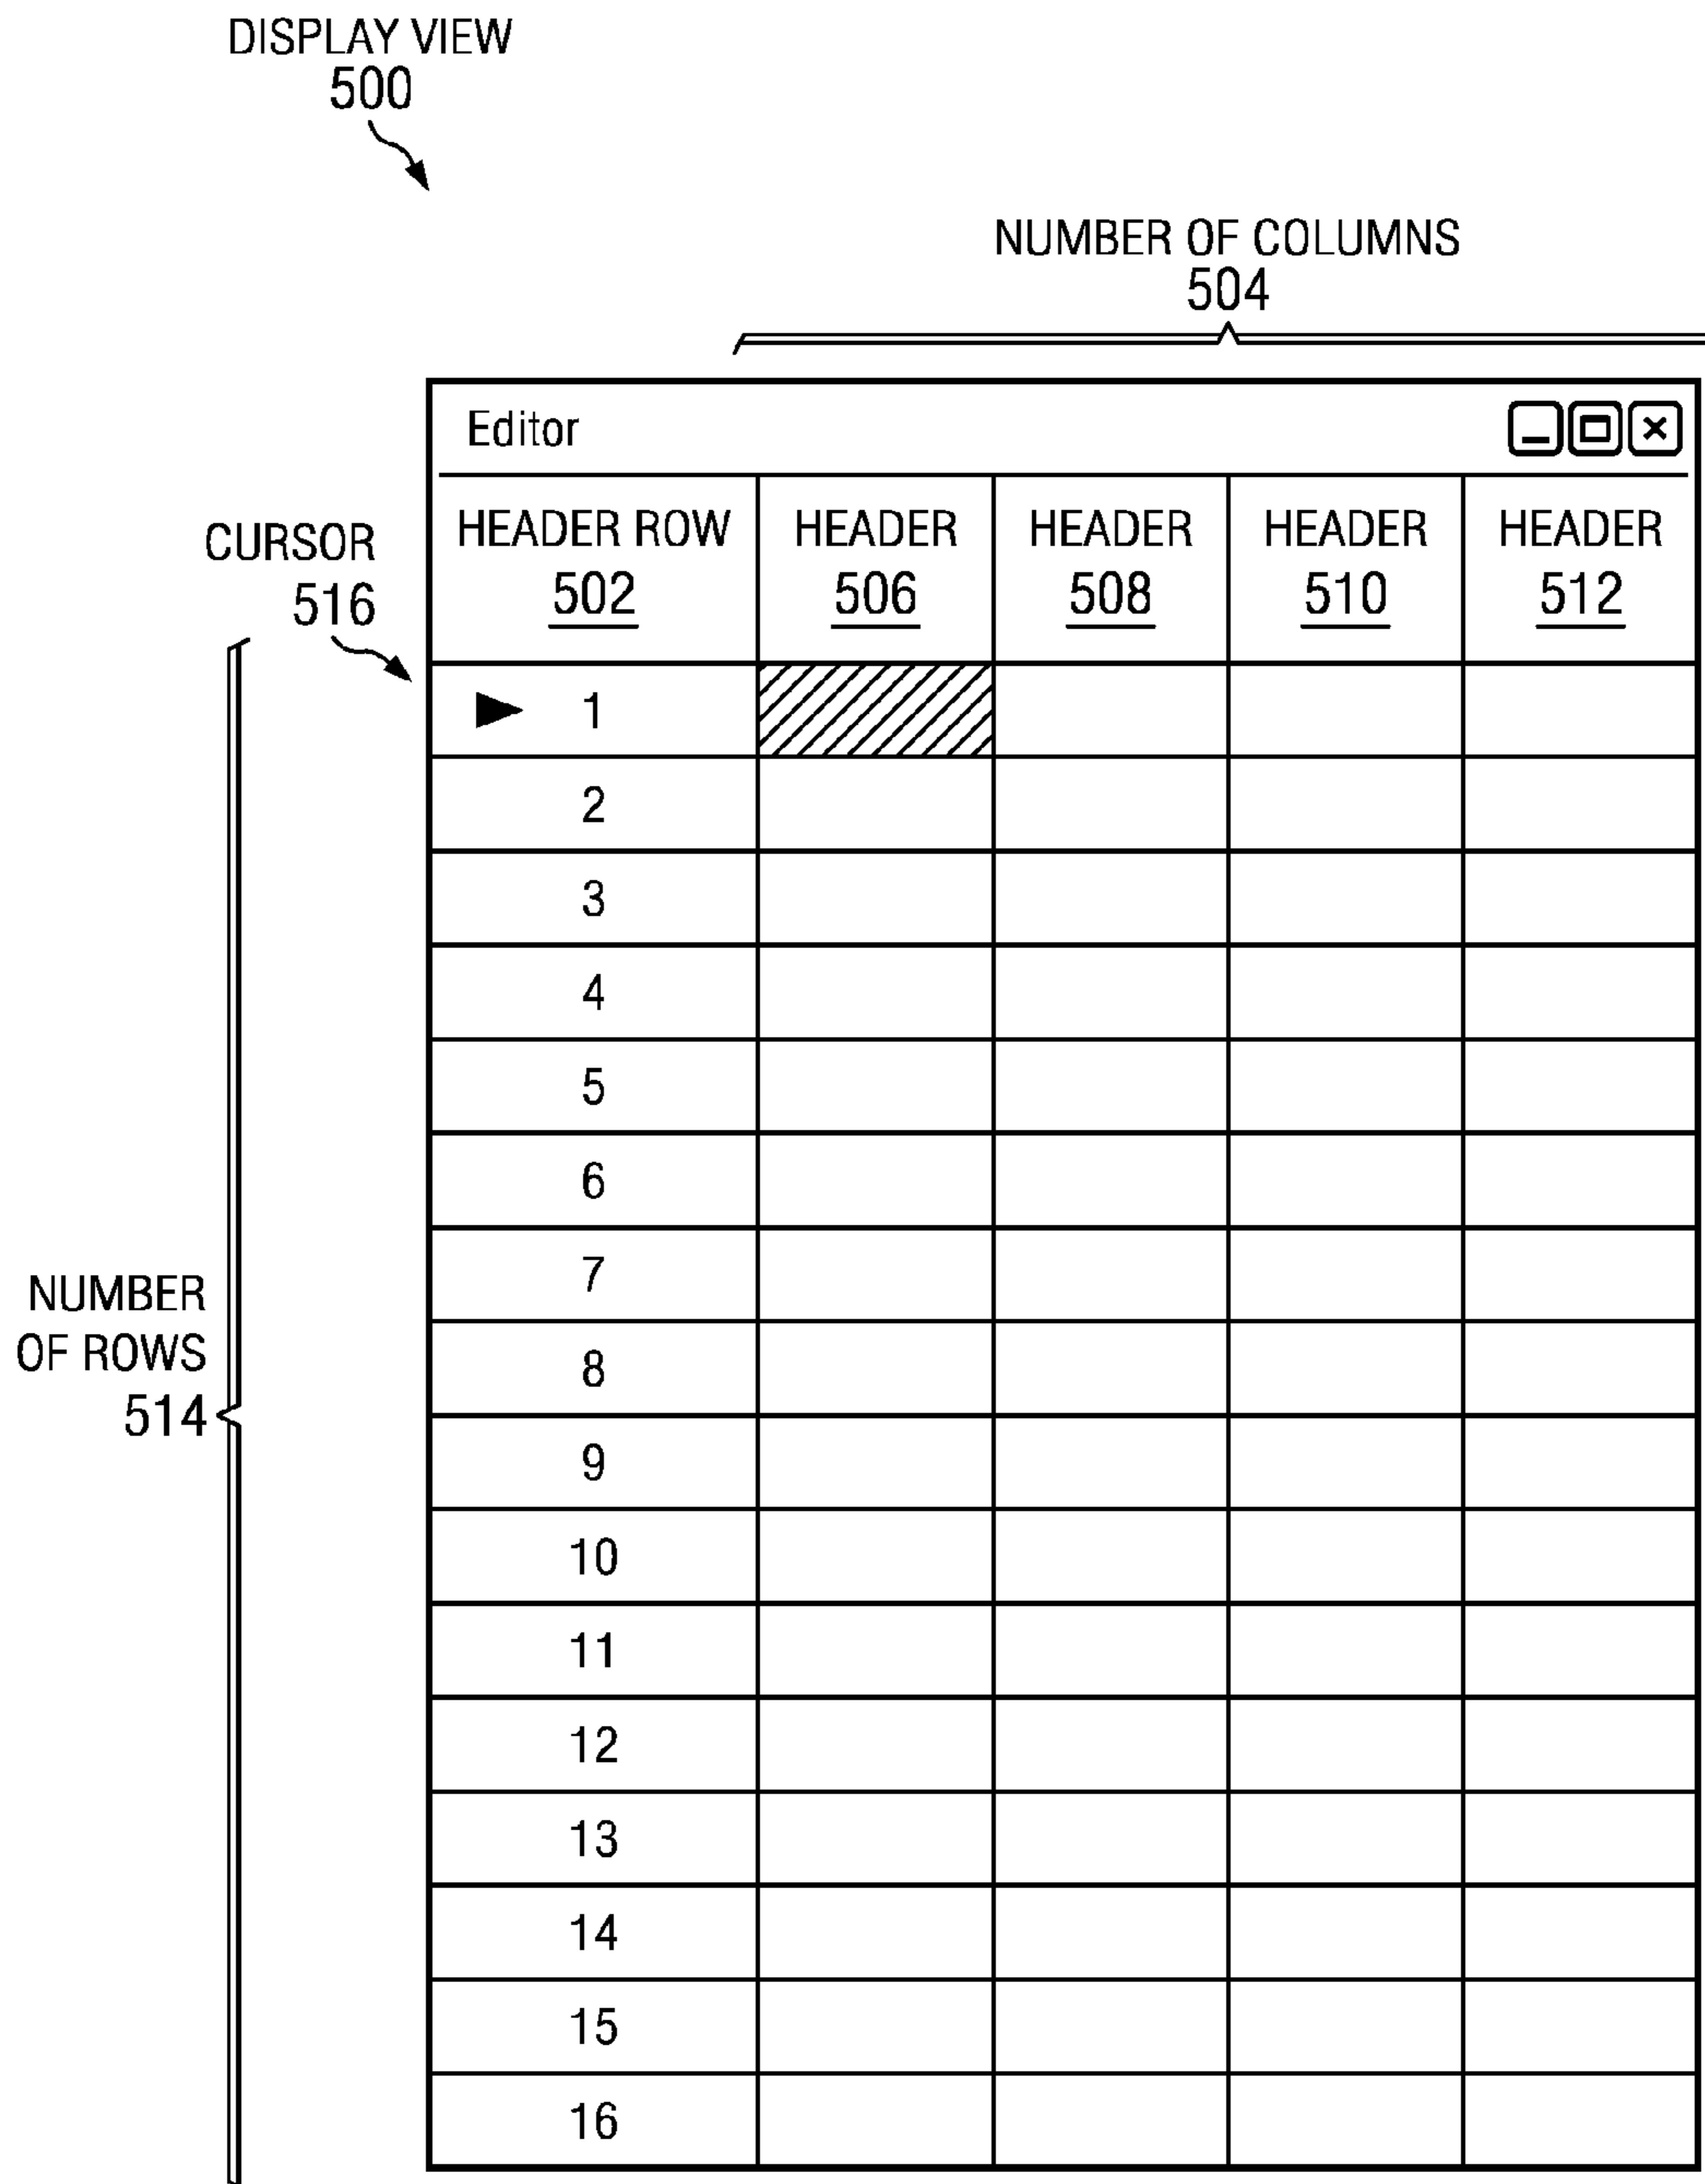 DISPLAY VIEW
500
NUMBER OF COLUMNS
504
Editor
CURSOR
516
HEADER ROW HEADER HEADER HEADER HEADER
502 506 508 510 512
1
2
3
4
5
6
7
8
9
10
11
12
13
14
15
16
NUMBER
OF ROWS
514